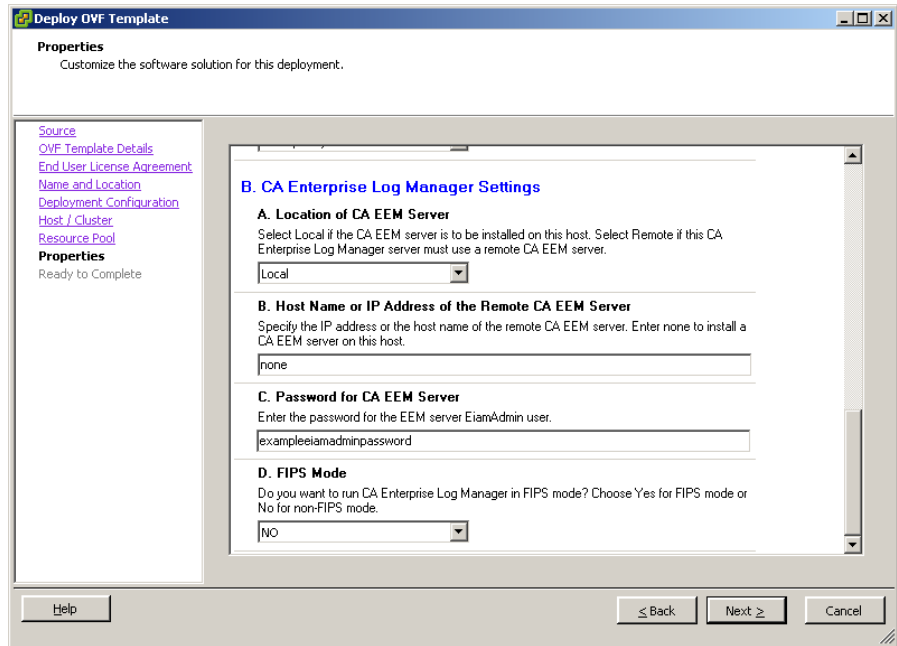 Deploy OVF Template
Properties
Customize the software solution for this deployment.
Source
OVF Template Details
End User License Agreement
Name and Location
Deployment Configuration
Host / Cluster
Resource Pool
Properties
Ready to Complete
B. CA Enterprise Log Manager Settings
A. Location of CA EEM Server
Select Local if the CA EEM server is to be installed on this host. Select Remote if this CA
Enterprise Log Manager server must use a remote CA EEM server.
Local
B. Host Name or IP Address of the Remote CA EEM Server
Specify the IP address or the host name of the remote CA EEM server. Enter none to install a
CA EEM server on this host.
none
C. Password for CA EEM Server
Enter the password for the EEM server EiamAdmin user.
exampleeiamadminpassword
D. FIPS Mode
Do you want to run CA Enterprise Log Manager in FIPS mode? Choose Yes for FIPS mode or
No for non-FIPS mode.
NO
Help
≤ Back
Next ≥
Cancel